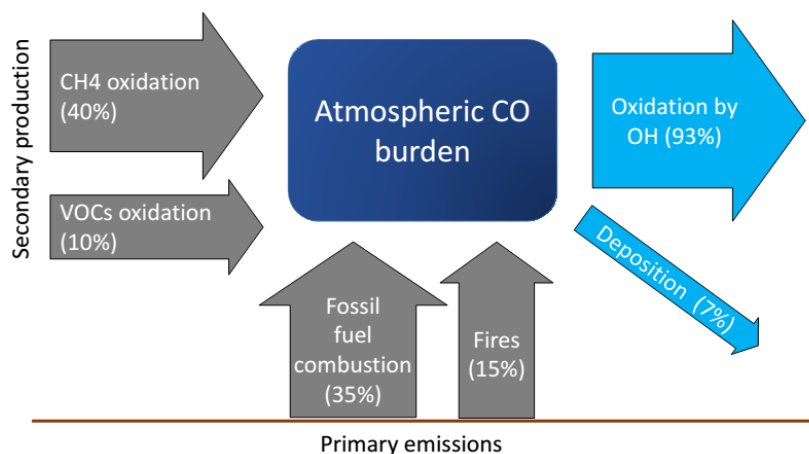 Secondary production
CH4 oxidation
(40%)
VOCs oxidation
(10%)
Atmospheric CO
burden
Oxidation by
OH (93%)
Deposition (7%)
Fossil
fuel
combustion
(35%)
Fires
(15%)
Primary emissions